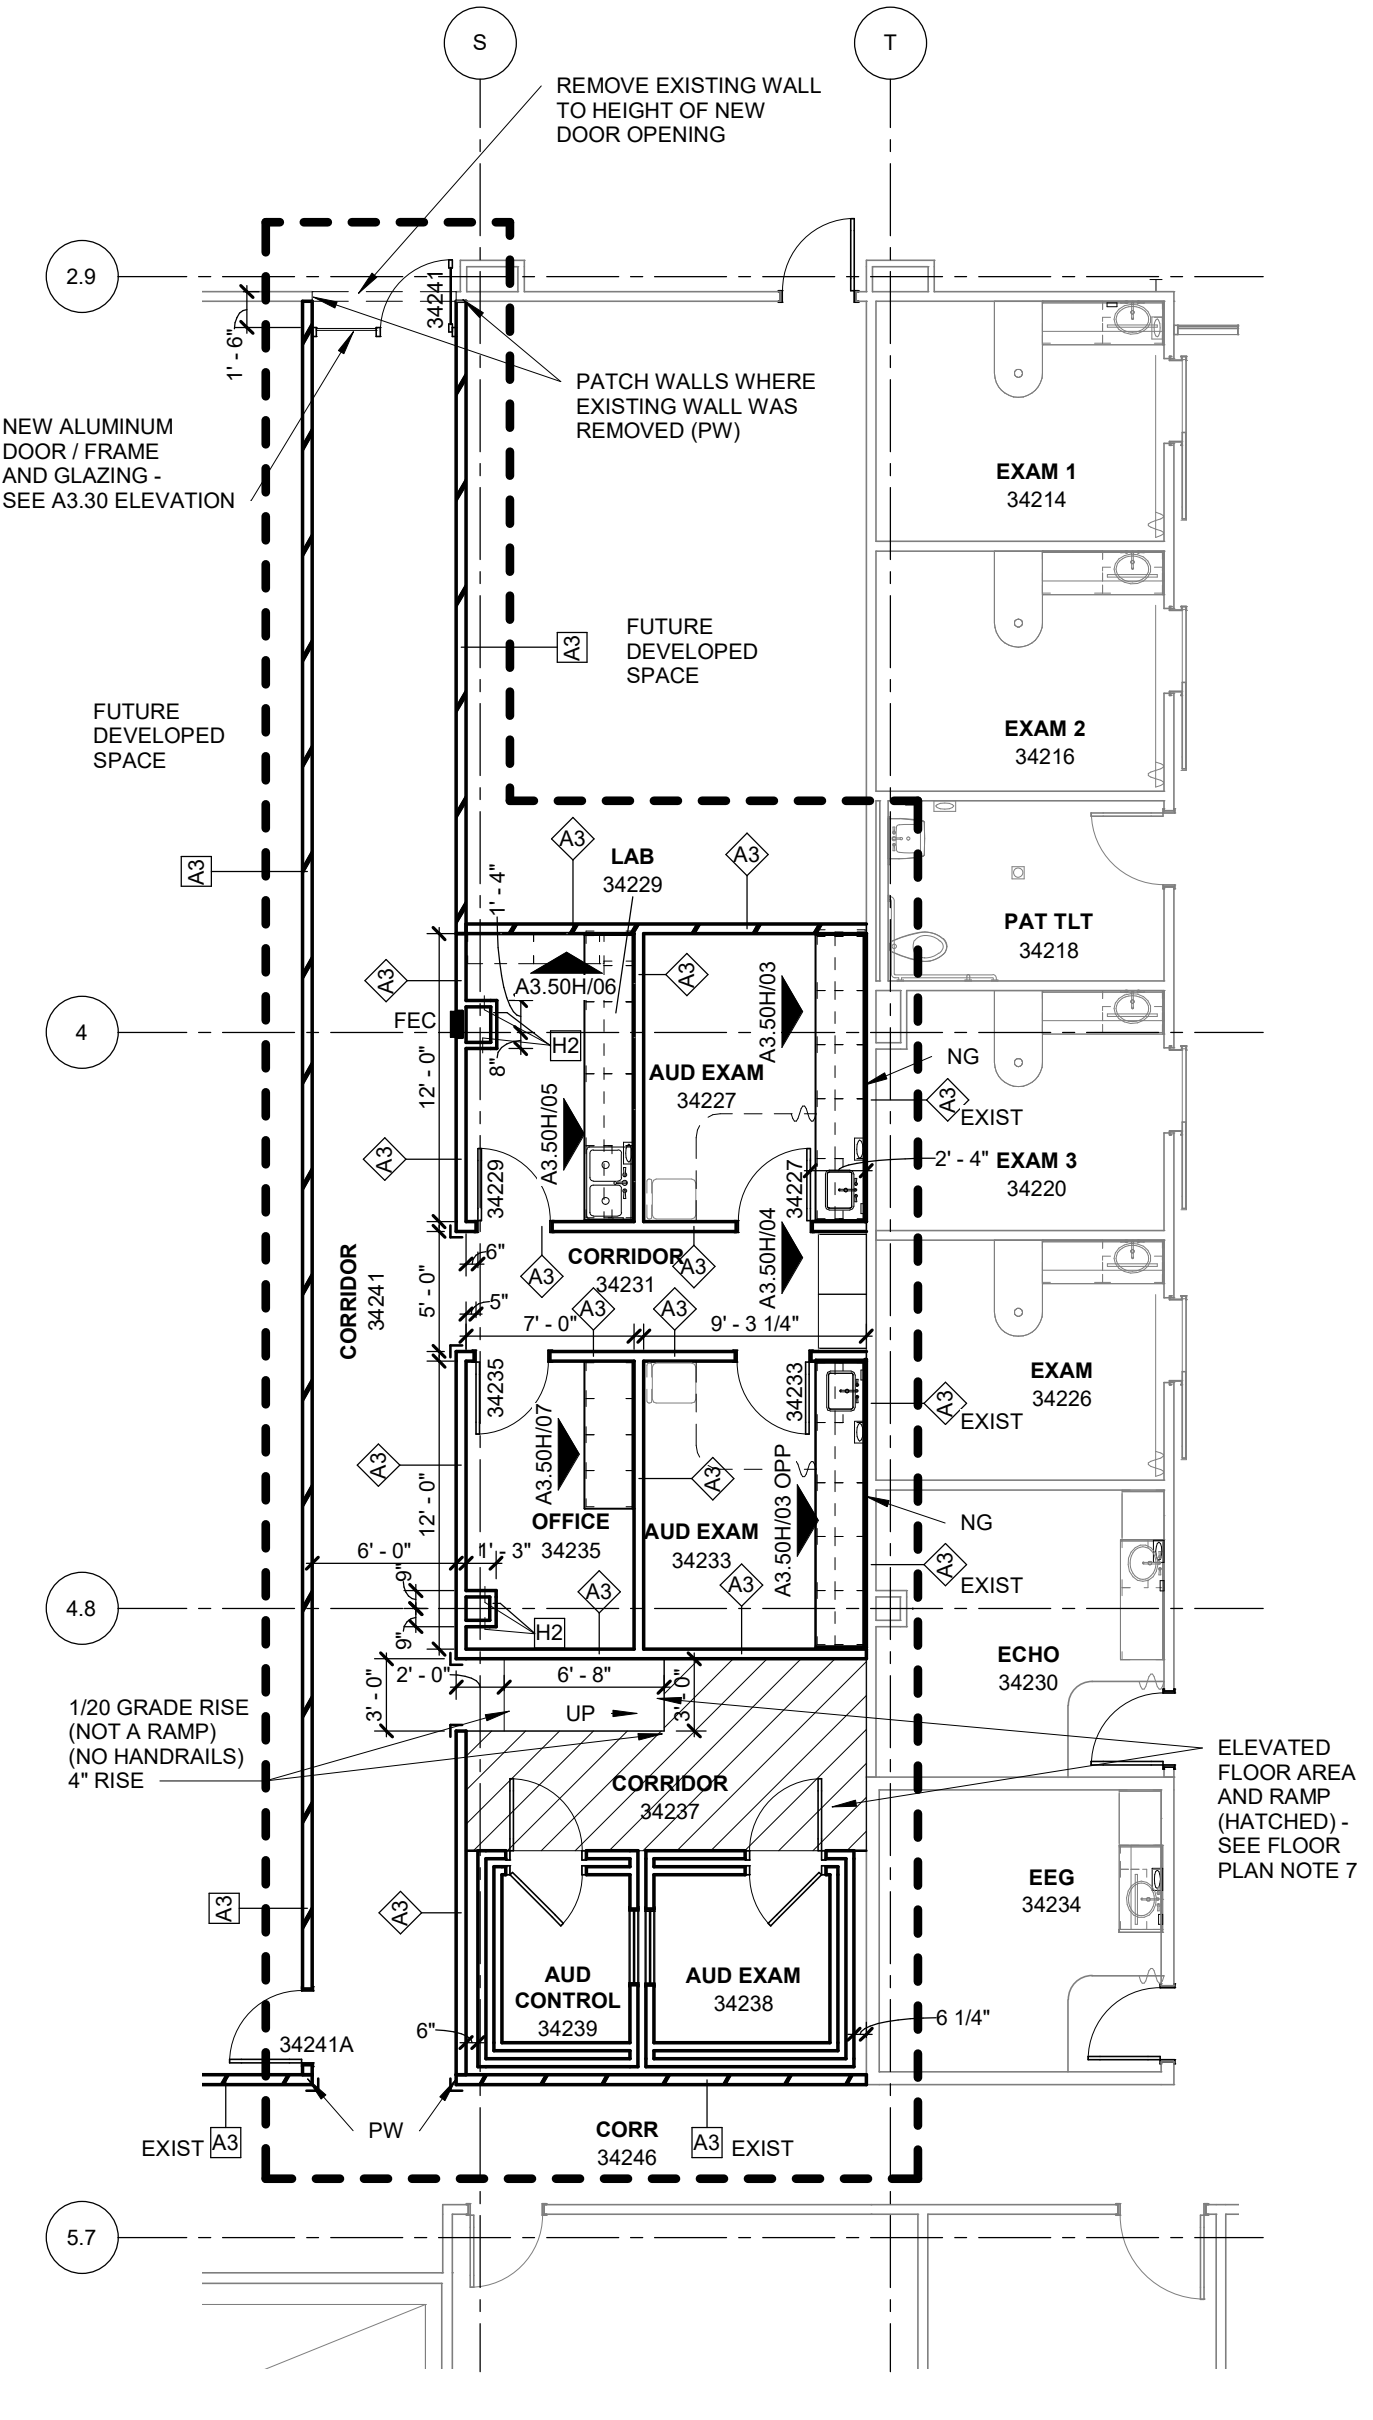 S
T
REMOVE EXISTING WALL
TO HEIGHT OF NEW
DOOR OPENING
2.9
34241
1' - 6"
PATCH WALLS WHERE
EXISTING WALL WAS
REMOVED (PW)
NEW ALUMINUM
DOOR / FRAME
AND GLAZING -
SEE A3.30 ELEVATION
EXAM 1
34214
A3
FUTURE
DEVELOPED
SPACE
FUTURE
DEVELOPED
SPACE
EXAM 2
34216
A3
A3
A3
LAB
34229
1' - 4"
PAT TLT
34218
A3
A3
A3.50H/06
A3.50H/03
4
FEC
H2
8"
12' - 0"
AUD EXAM
34227
NG
A3
EXIST
A3.50H/05
A3
34229
34227
2' - 4"
EXAM 3
34220
CORRIDOR
34241
5' - 0"
6"
CORRIDOR
34231
A3
A3
A3.50H/04
5"
A3
A3
7' - 0"
9' - 3 1/4"
34235
34233
EXAM
34226
A3
EXIST
A3.50H/07
A3
A3
12' - 0"
A3.50H/03 OPP
OFFICE
34235
AUD EXAM
34233
NG
6' - 0"
1' - 3"
A3
EXIST
9"
A3
A3
4.8
9"
H2
ECHO
34230
3' - 0"
2' - 0"
6' - 8"
3' - 0"
UP
1/20 GRADE RISE
(NOT A RAMP)
(NO HANDRAILS)
4" RISE
ELEVATED
FLOOR AREA
AND RAMP
(HATCHED) -
SEE FLOOR
PLAN NOTE 7
CORRIDOR
34237
EEG
34234
A3
A3
AUD
CONTROL
34239
AUD EXAM
34238
6"
6 1/4"
34241A
PW
EXIST
A3
CORR
34246
A3
EXIST
5.7